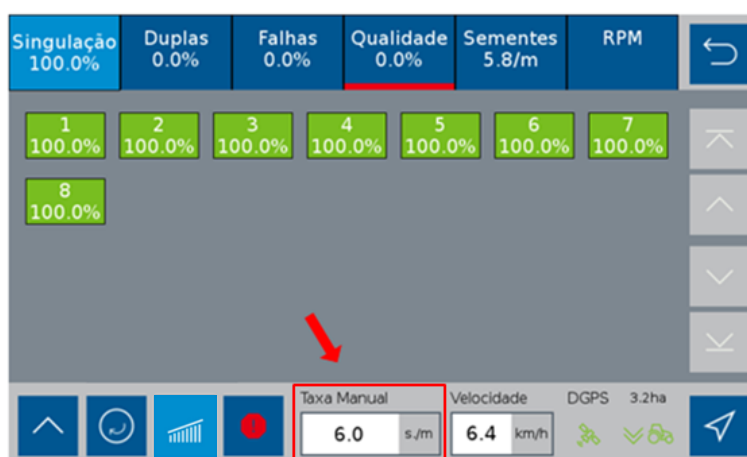 Singulação
100.0%
Duplas
0.0%
Falhas
0.0%
Qualidade
0.0%
Sementes
5.8/m
RPM
1
100.0%
2
100.0%
3
100.0%
4
100.0%
5
100.0%
6
100.0%
7
100.0%
8
100.0%
Taxa Manual
6.0 s./m
Velocidade
6.4 km/h
DGPS 3.2ha